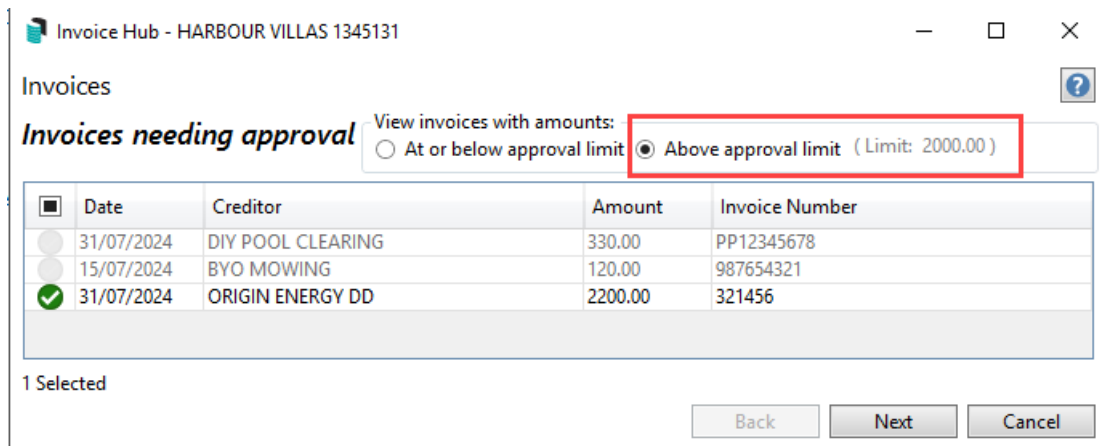 Invoice Hub - HARBOUR VILLAS 1345131
Invoices
Invoices needing approval
View invoices with amounts:
At or below approval limit Above approval limit ( Limit: 2000.00 )
Date Creditor Amount Invoice Number
31/07/2024 DIY POOL CLEARING 330.00 PP12345678
15/07/2024 BYO MOWING 120.00 987654321
31/07/2024 ORIGIN ENERGY DD 2200.00 321456
1 Selected
Back Next Cancel